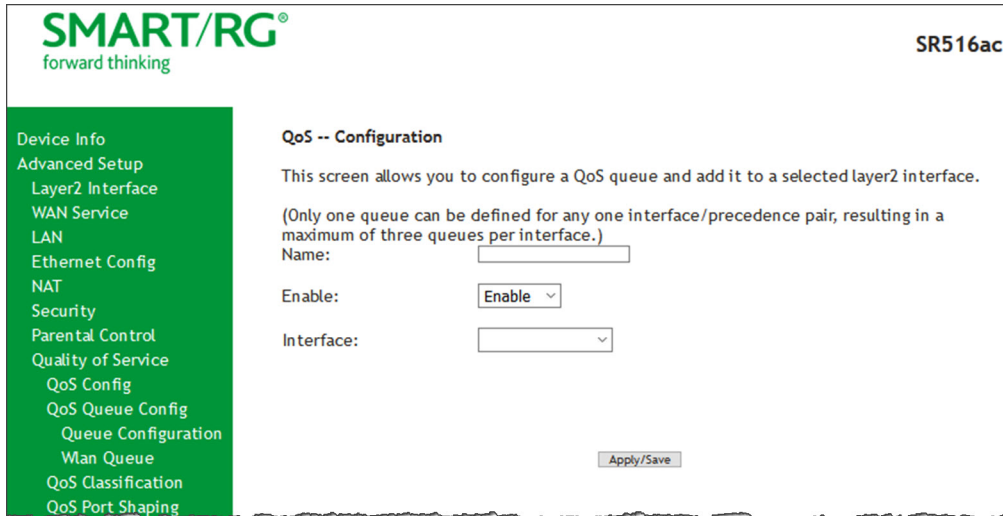 SMART/RG®
forward thinking
SR516ac
Device Info
Advanced Setup
Layer2 Interface
WAN Service
LAN
Ethernet Config
NAT
Security
Parental Control
Quality of Service
QoS Config
QoS Queue Config
Queue Configuration
Wlan Queue
QoS Classification
QoS Port Shaping
QoS -- Configuration
This screen allows you to configure a QoS queue and add it to a selected layer2 interface.
(Only one queue can be defined for any one interface/precedence pair, resulting in a
maximum of three queues per interface.)
Name:
Enable: Enable
Interface:
Apply/Save